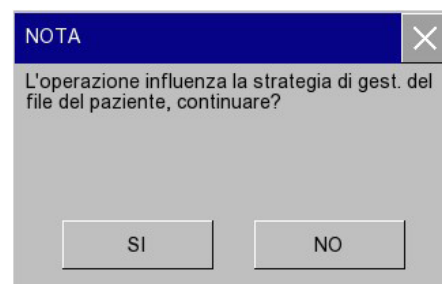 NOTA
L'operazione influenza la strategia di gest. del
file del paziente, continuare?
SI
NO